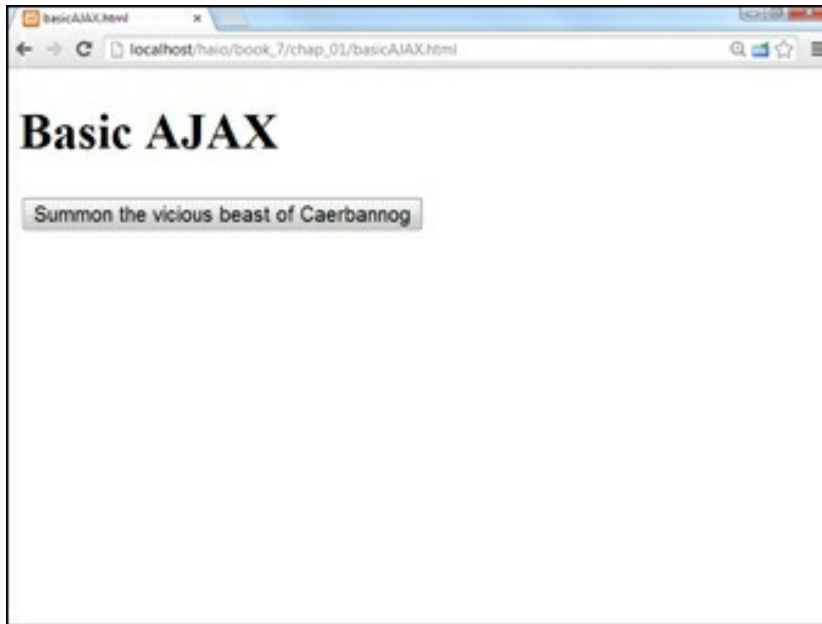 basicAJAX.html
localhost/haio/book_7/chap_01/basicAJAX.html
Basic AJAX
Summon the vicious beast of Caerbannog